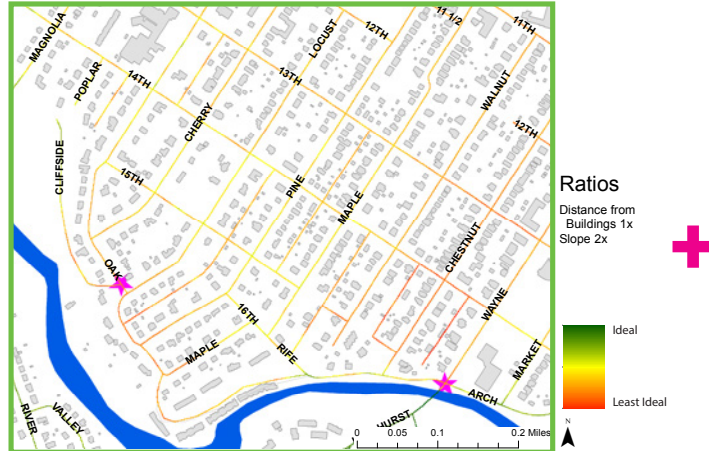 MAGNOLIA
POPLAR
14TH
LOCUST
12TH
13TH
11 1/2
11TH
WALNUT
12TH
CHERRY
CLIFFSIDE
15TH
PINE
MAPLE
CHESTNUT
OAK
WAYNE
16TH
MAPLE
RIFE
MARKET
ARCH
RIVER
VALLEY
HURST
0 0.05 0.1 0.2 Miles
Ratios
Distance from
Buildings 1x
Slope 2x
Ideal
Least Ideal
N